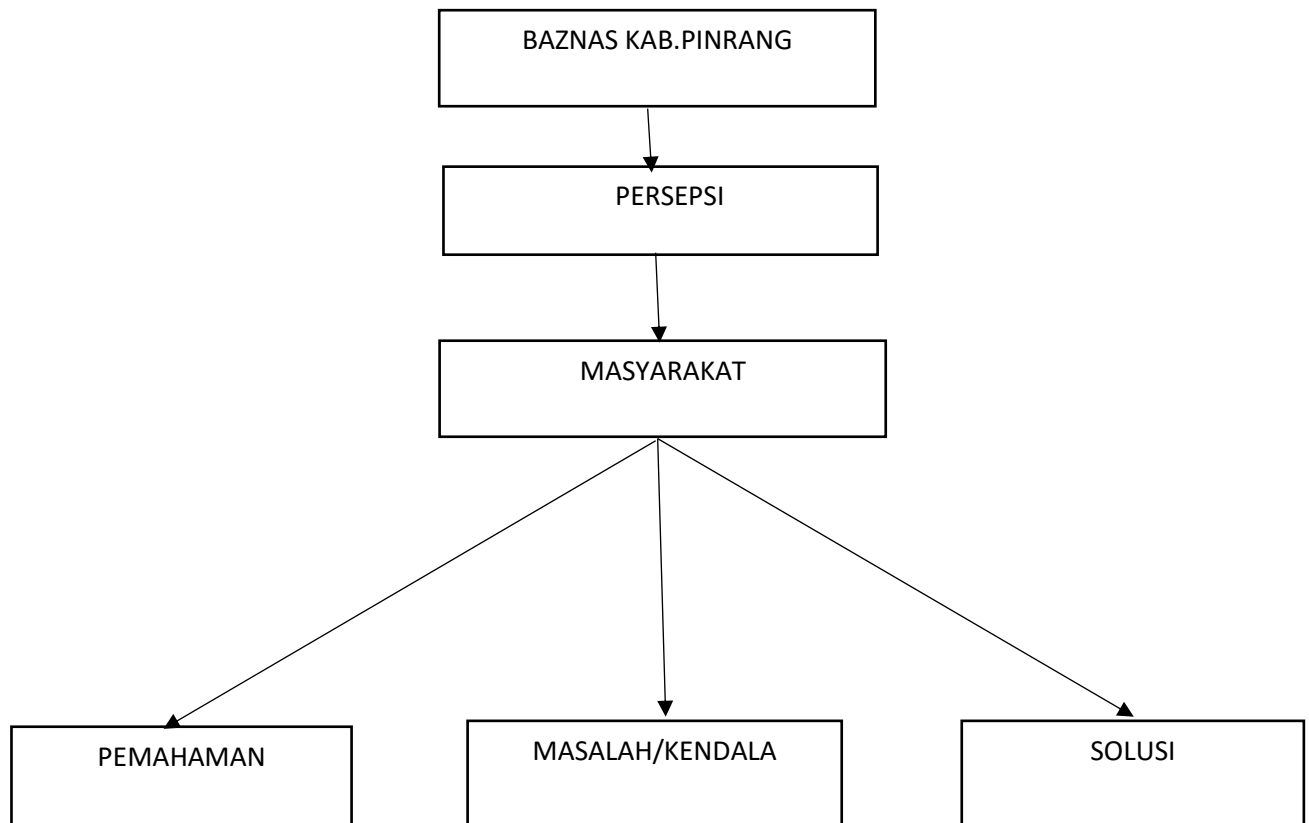 BAZNAS KAB.PINRANG
PERSEPSI
MASYARAKAT
PEMAHAMAN
MASALAH/KENDALA
SOLUSI